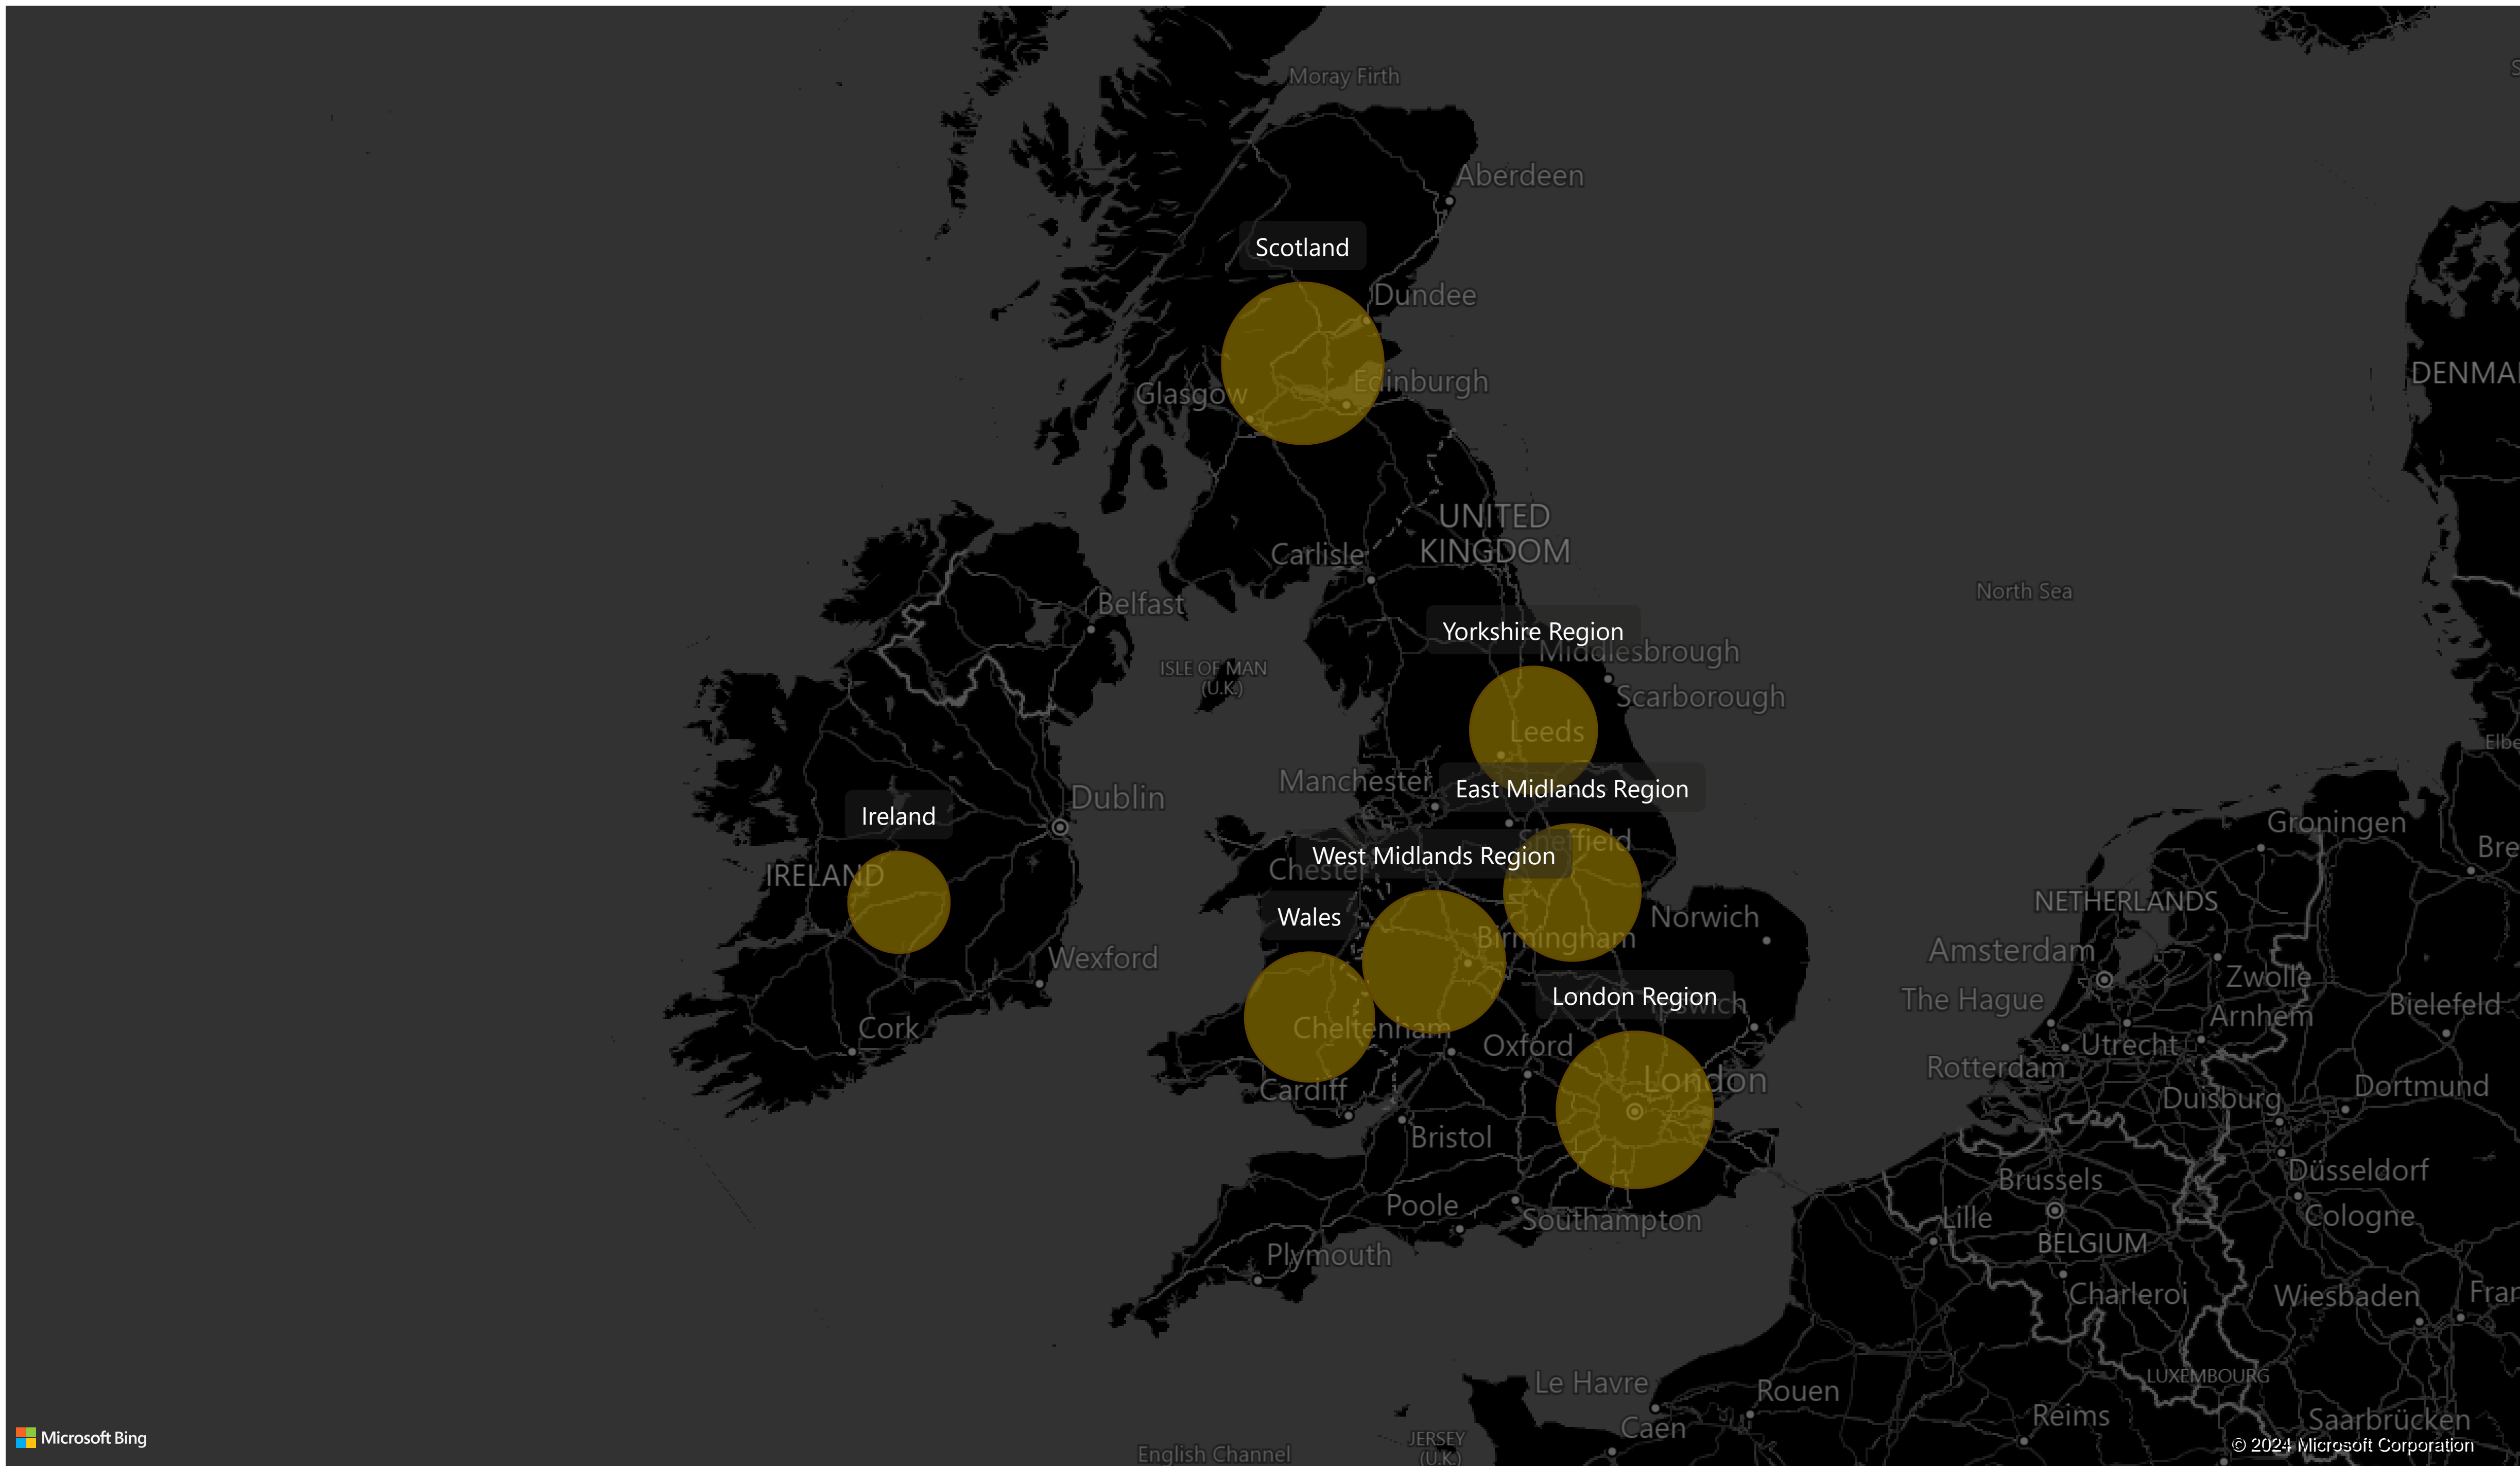 Moray Firth
Aberdeen
Scotland
Dundee
Edinburgh
Glasgow
DENMA
UNITED
KINGDOM
Carlisle
North Sea
Belfast
Yorkshire Region
Middlesbrough
ISLE OF MAN
(U.K.)
Scarborough
Leeds
Elbe
Manchester
East Midlands Region
Dublin
Ireland
Groningen
Sheffield
Bre
West Midlands Region
Chester
IRELAND
NETHERLANDS
Wales
Norwich
Birmingham
Amsterdam
Wexford
Zwolle
London Region
Ipswich
The Hague
Bielefeld
Arnhem
Cork
Cheltenham
Oxford
Utrecht
Rotterdam
London
Dortmund
Cardiff
Duisburg
Bristol
Düsseldorf
Brussels
Poole
Southampton
Lille
Cologne
BELGIUM
Plymouth
Charleroi
Wiesbaden
Fran
LUXEMBOURG
Le Havre
Rouen
Reims
Saarbrücken
Caen
Microsoft Bing
JERSEY
(U.K.)
English Channel
© 2024 Microsoft Corporation